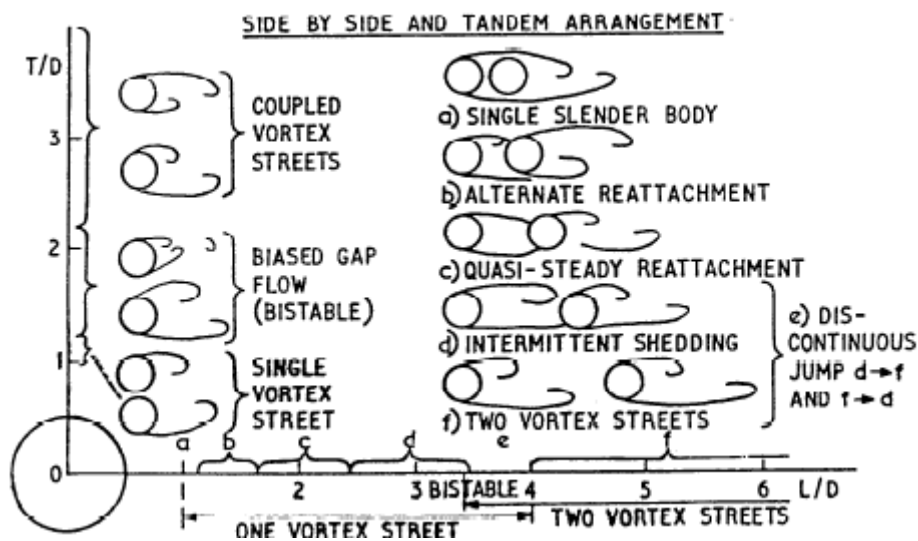 SIDE BY SIDE AND TANDEM ARRANGEMENT
T/D
3
2
1
0
COUPLED
VORTEX
STREETS
BIASED GAP
FLOW
(BISTABLE)
SINGLE
VORTEX
STREET
a) SINGLE SLENDER BODY
b) ALTERNATE REATTACHMENT
c) QUASI-STEADY REATTACHMENT
d) INTERMITTENT SHEDDING
f) TWO VORTEX STREETS
e) DIS-
CONTINUOUS
JUMP d→f
AND f→d
a b c d e f
1 2 3 BISTABLE 4 5 6 L/D
ONE VORTEX STREET TWO VORTEX STREETS